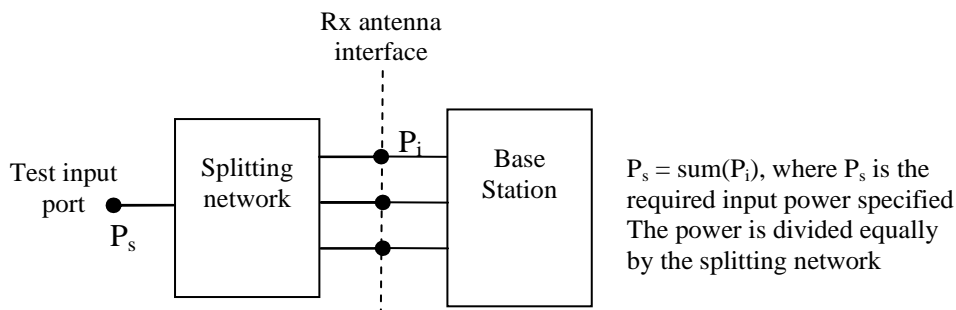 Rx antenna
interface
Test input
port
Pₛ
Splitting
network
Pᵢ
Base
Station
Pₛ = sum(Pᵢ), where Pₛ is the
required input power specified
The power is divided equally
by the splitting network